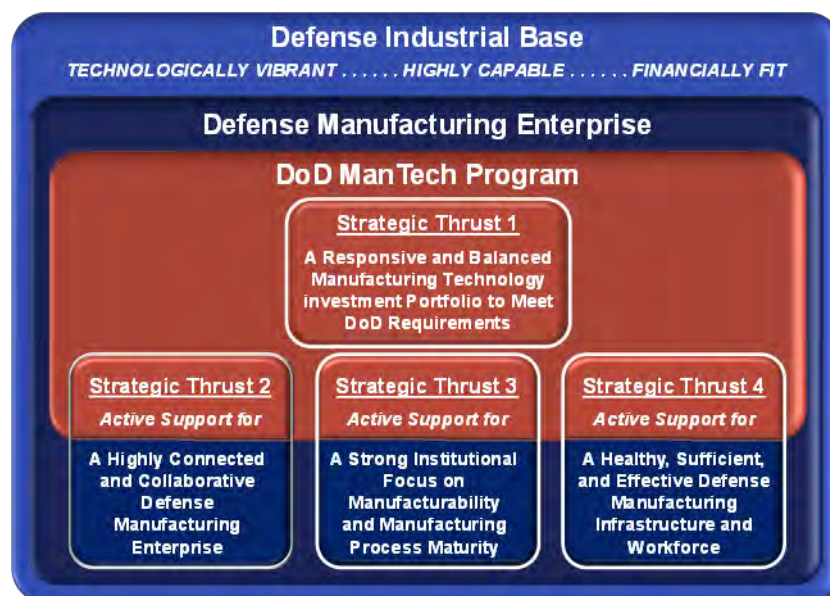 Defense Industrial Base
TECHNOLOGICALLY VIBRANT . . . . . . HIGHLY CAPABLE . . . . . . FINANCIALLY FIT
Defense Manufacturing Enterprise
DoD ManTech Program
Strategic Thrust 1
A Responsive and Balanced
Manufacturing Technology
investment Portfolio to Meet
DoD Requirements
Strategic Thrust 2
Active Support for
A Highly Connected
and Collaborative
Defense
Manufacturing
Enterprise
Strategic Thrust 3
Active Support for
A Strong Institutional
Focus on
Manufacturability
and Manufacturing
Process Maturity
Strategic Thrust 4
Active Support for
A Healthy, Sufficient,
and Effective Defense
Manufacturing
Infrastructure and
Workforce